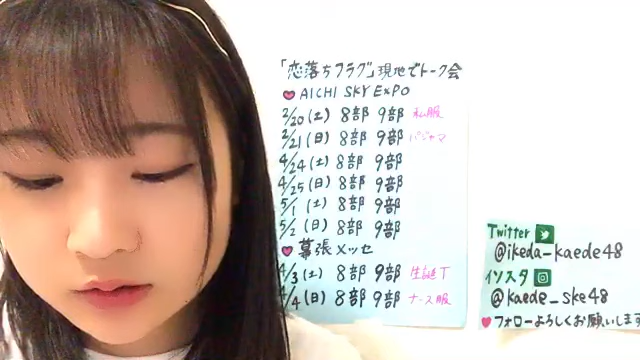 「恋落ちフラグ」現地でトーク会
AICHI SKY EXPO
2/20(土) 8部 9部 私服
2/21(日) 8部 9部 パジャマ
4/24(土) 8部 9部
4/25(日) 8部 9部
5/1(土) 8部 9部
5/2(日) 8部 9部
幕張メッセ
4/3(土) 8部 9部 生誕T
4/4(日) 8部 9部 ナース服
Twitter
@ikeda_kaede48
インスタ
@kaede_ske48
フォローよろしくお願いします